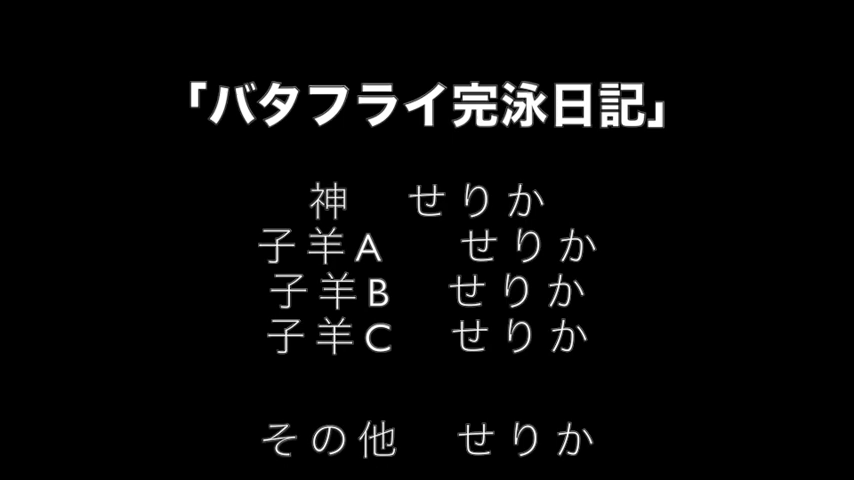 「バタフライ完泳日記」
神　せりか
子羊A　せりか
子羊B　せりか
子羊C　せりか
その他　せりか